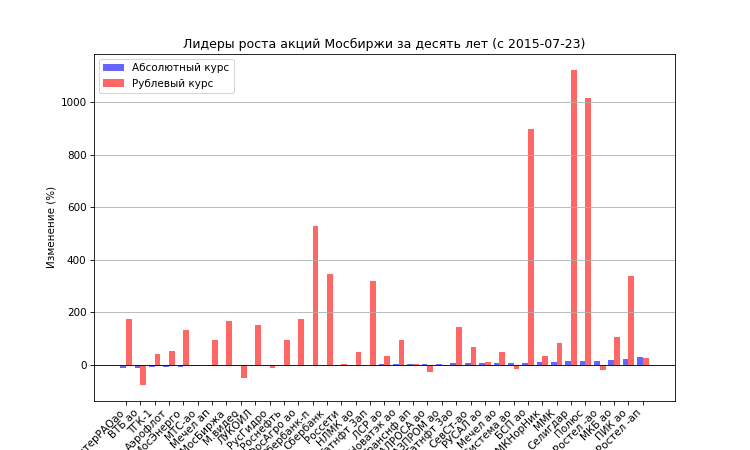 Лидеры роста акций Мосбиржи за десять лет (с 2015-07-23)
Абсолютный курс
Рублевый курс
Изменение (%)
1000
800
600
400
200
0
ВТБ ао
ТГК-1
Аэрофлот
МосЭнерго
МТС-ао
Мечел ап
МосБиржа
М.видео
ЛУКОЙЛ
РусГидро
Роснефть
Сбербанк
Россети
НЛМК ао
ЛСР ао
Новатэк ао
СевСт-ао
РУСАЛ ао
Мечел ао
БСП ао
ММК
Селигдар
Полюс
Ростел -ао
МКБ ао
ПИК ао
Ростел -ап